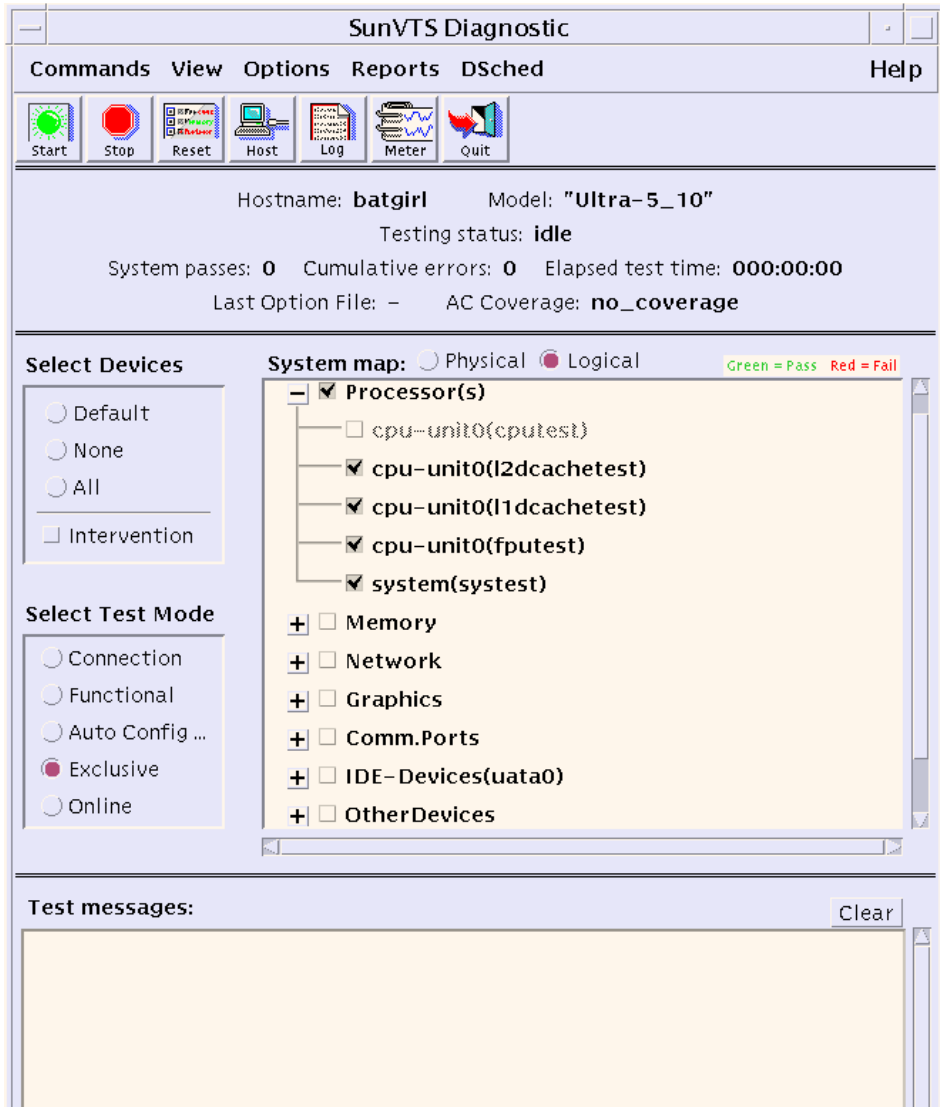 SunVTS Diagnostic
Commands View Options Reports DSched Help
Start Stop Reset Host Log Meter Quit
Hostname: batgirl Model: "Ultra-5_10"
Testing status: idle
System passes: 0 Cumulative errors: 0 Elapsed test time: 000:00:00
Last Option File: - AC Coverage: no_coverage
Select Devices
Default
None
All
Intervention
Select Test Mode
Connection
Functional
Auto Config ...
Exclusive
Online
System map: Physical Logical Green = Pass Red = Fail
Processor(s)
cpu-unit0(cputest)
cpu-unit0(l2dcachetest)
cpu-unit0(l1dcachetest)
cpu-unit0(fputest)
system(systest)
Memory
Network
Graphics
Comm.Ports
IDE-Devices(uata0)
OtherDevices
Test messages: Clear